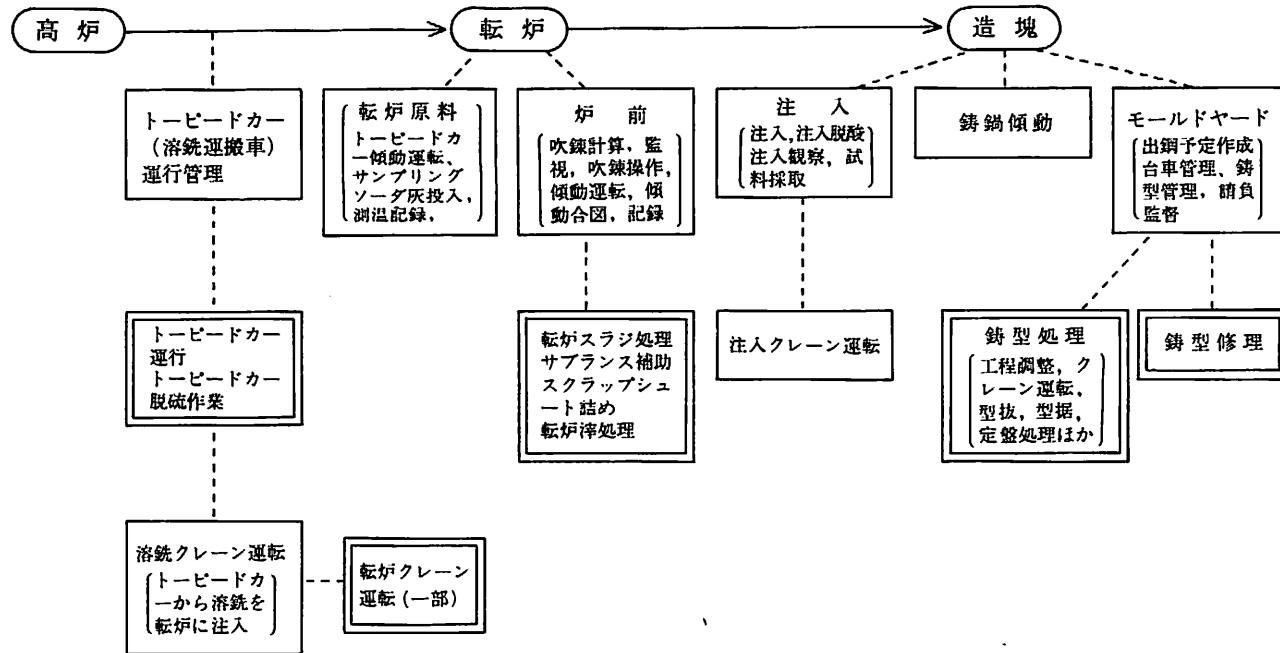 高炉
転炉
造塊
トーピードカー
(溶銑運搬車)
運行管理
転炉原料
トーピードカ
ー傾動運転、
サンプリング
ソーダ灰投入,
測温記録,
炉前
吹錬計算, 監
視, 吹錬操作,
傾動運転, 傾
動合図, 記録
注入
注入, 注入脱酸
注入観察, 試
料採取
鋳鍋傾動
モールドヤード
出鋼予定作成
台車管理、鋳
型管理, 請負
監督
トーピードカー
運行
トーピードカー
脱硫作業
転炉スラジ処理
サブランス補助
スクラップシュ
ート詰め
転炉滓処理
注入クレーン運転
鋳型処理
工程調整, ク
レーン運転、
型抜, 型据,
定盤処理ほか
鋳型修理
溶銑クレーン運転
トーピードカ
ーから溶銑を
転炉に注入
転炉クレーン
運転(一部)